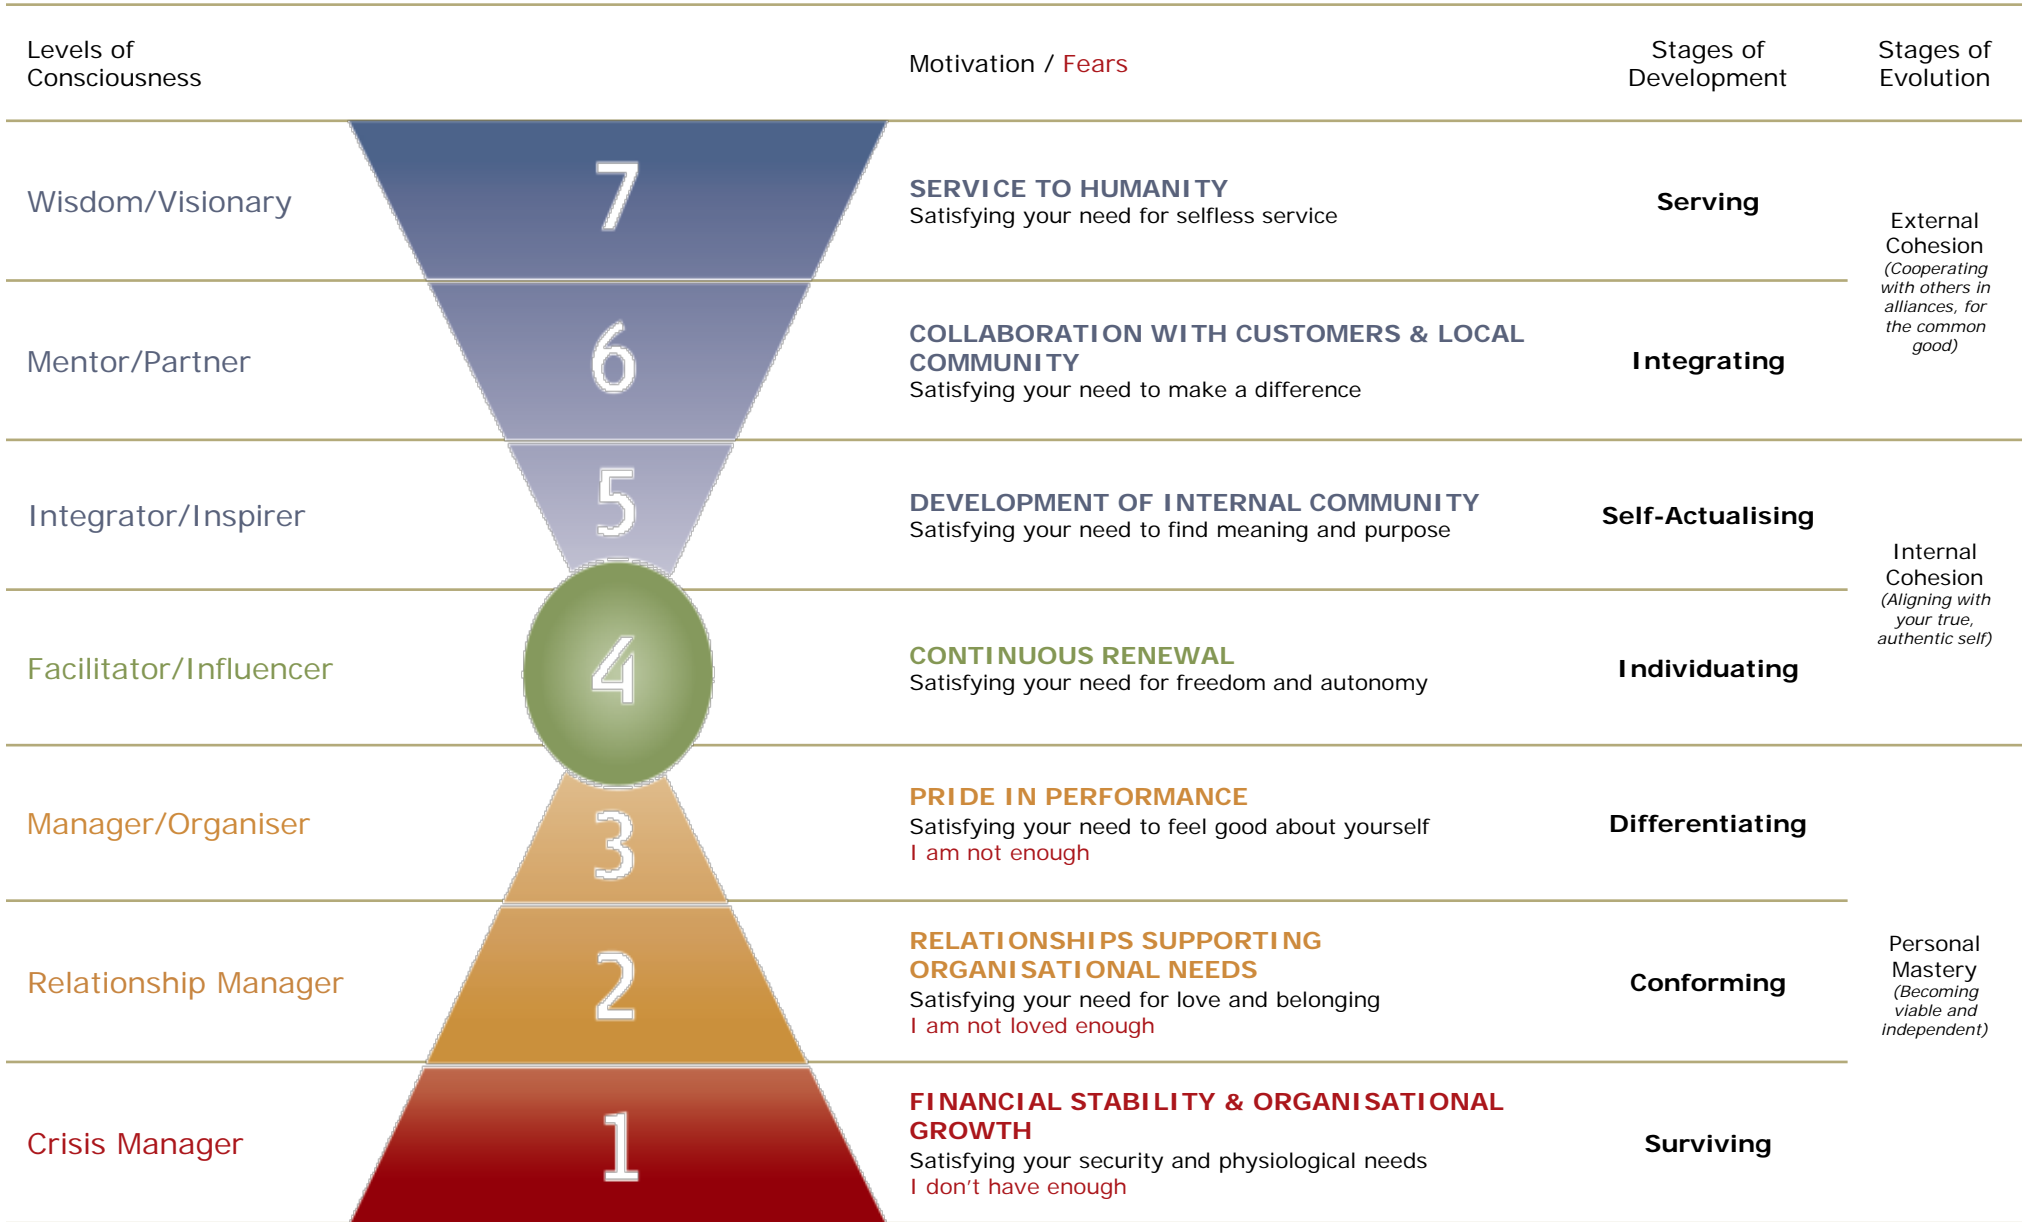 Levels of
Consciousness
Motivation / Fears
Stages of
Development
Stages of
Evolution
Wisdom/Visionary
7
SERVICE TO HUMANITY
Satisfying your need for selfless service
Serving
External
Cohesion
(Cooperating
with others in
alliances, for
the common
good)
Mentor/Partner
6
COLLABORATION WITH CUSTOMERS & LOCAL
COMMUNITY
Satisfying your need to make a difference
Integrating
Integrator/Inspirer
5
DEVELOPMENT OF INTERNAL COMMUNITY
Satisfying your need to find meaning and purpose
Self-Actualising
Internal
Cohesion
(Aligning with
your true,
authentic self)
Facilitator/Influencer
4
CONTINUOUS RENEWAL
Satisfying your need for freedom and autonomy
Individuating
Manager/Organiser
3
PRIDE IN PERFORMANCE
Satisfying your need to feel good about yourself
I am not enough
Differentiating
Relationship Manager
2
RELATIONSHIPS SUPPORTING
ORGANISATIONAL NEEDS
Satisfying your need for love and belonging
I am not loved enough
Conforming
Personal
Mastery
(Becoming
viable and
independent)
Crisis Manager
1
FINANCIAL STABILITY & ORGANISATIONAL
GROWTH
Satisfying your security and physiological needs
I don't have enough
Surviving